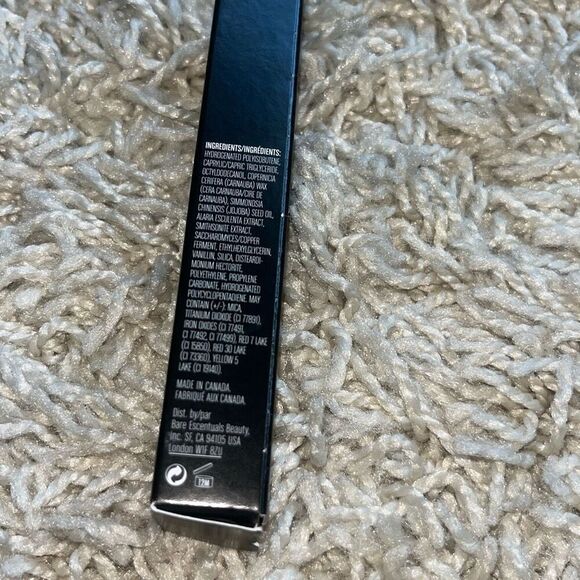 INGREDIENTS/INGRÉDIENTS:
HYDROGENATED POLYISOBUTENE,
CAPRYLIC/CAPRIC TRIGLYCERIDE,
OCTYLDODECANOL, COPERNICIA
CERIFERA (CARNAUBA) WAX
(CERA CARNAUBA/CIRE DE
CARNAUBA), SIMMONDSIA
CHINENSIS (JOJOBA) SEED OIL,
ALARIA ESCULENTA EXTRACT,
SMITHSONITE EXTRACT,
SACCHAROMYCES/COPPER
FERMENT, ETHYLHEXYLGLYCERIN,
VANILLIN, SILICA, DISTEARDI-
MONIUM HECTORITE,
POLYETHYLENE, PROPYLENE
CARBONATE, HYDROGENATED
POLYCYCLOPENTADIENE. MAY
CONTAIN (+/-): MICA,
TITANIUM DIOXIDE (CI 77891),
IRON OXIDES (CI 77491,
CI 77492, CI 77499), RED 7 LAKE
(CI 15850), RED 30 LAKE
(CI 73360), YELLOW 5
LAKE (CI 19140).
MADE IN CANADA.
FABRIQUÉ AUX CANADA.
Dist. by/par
Bare Escentuals Beauty,
Inc. SF, CA 94105 USA
London W1F 8ZU
12M